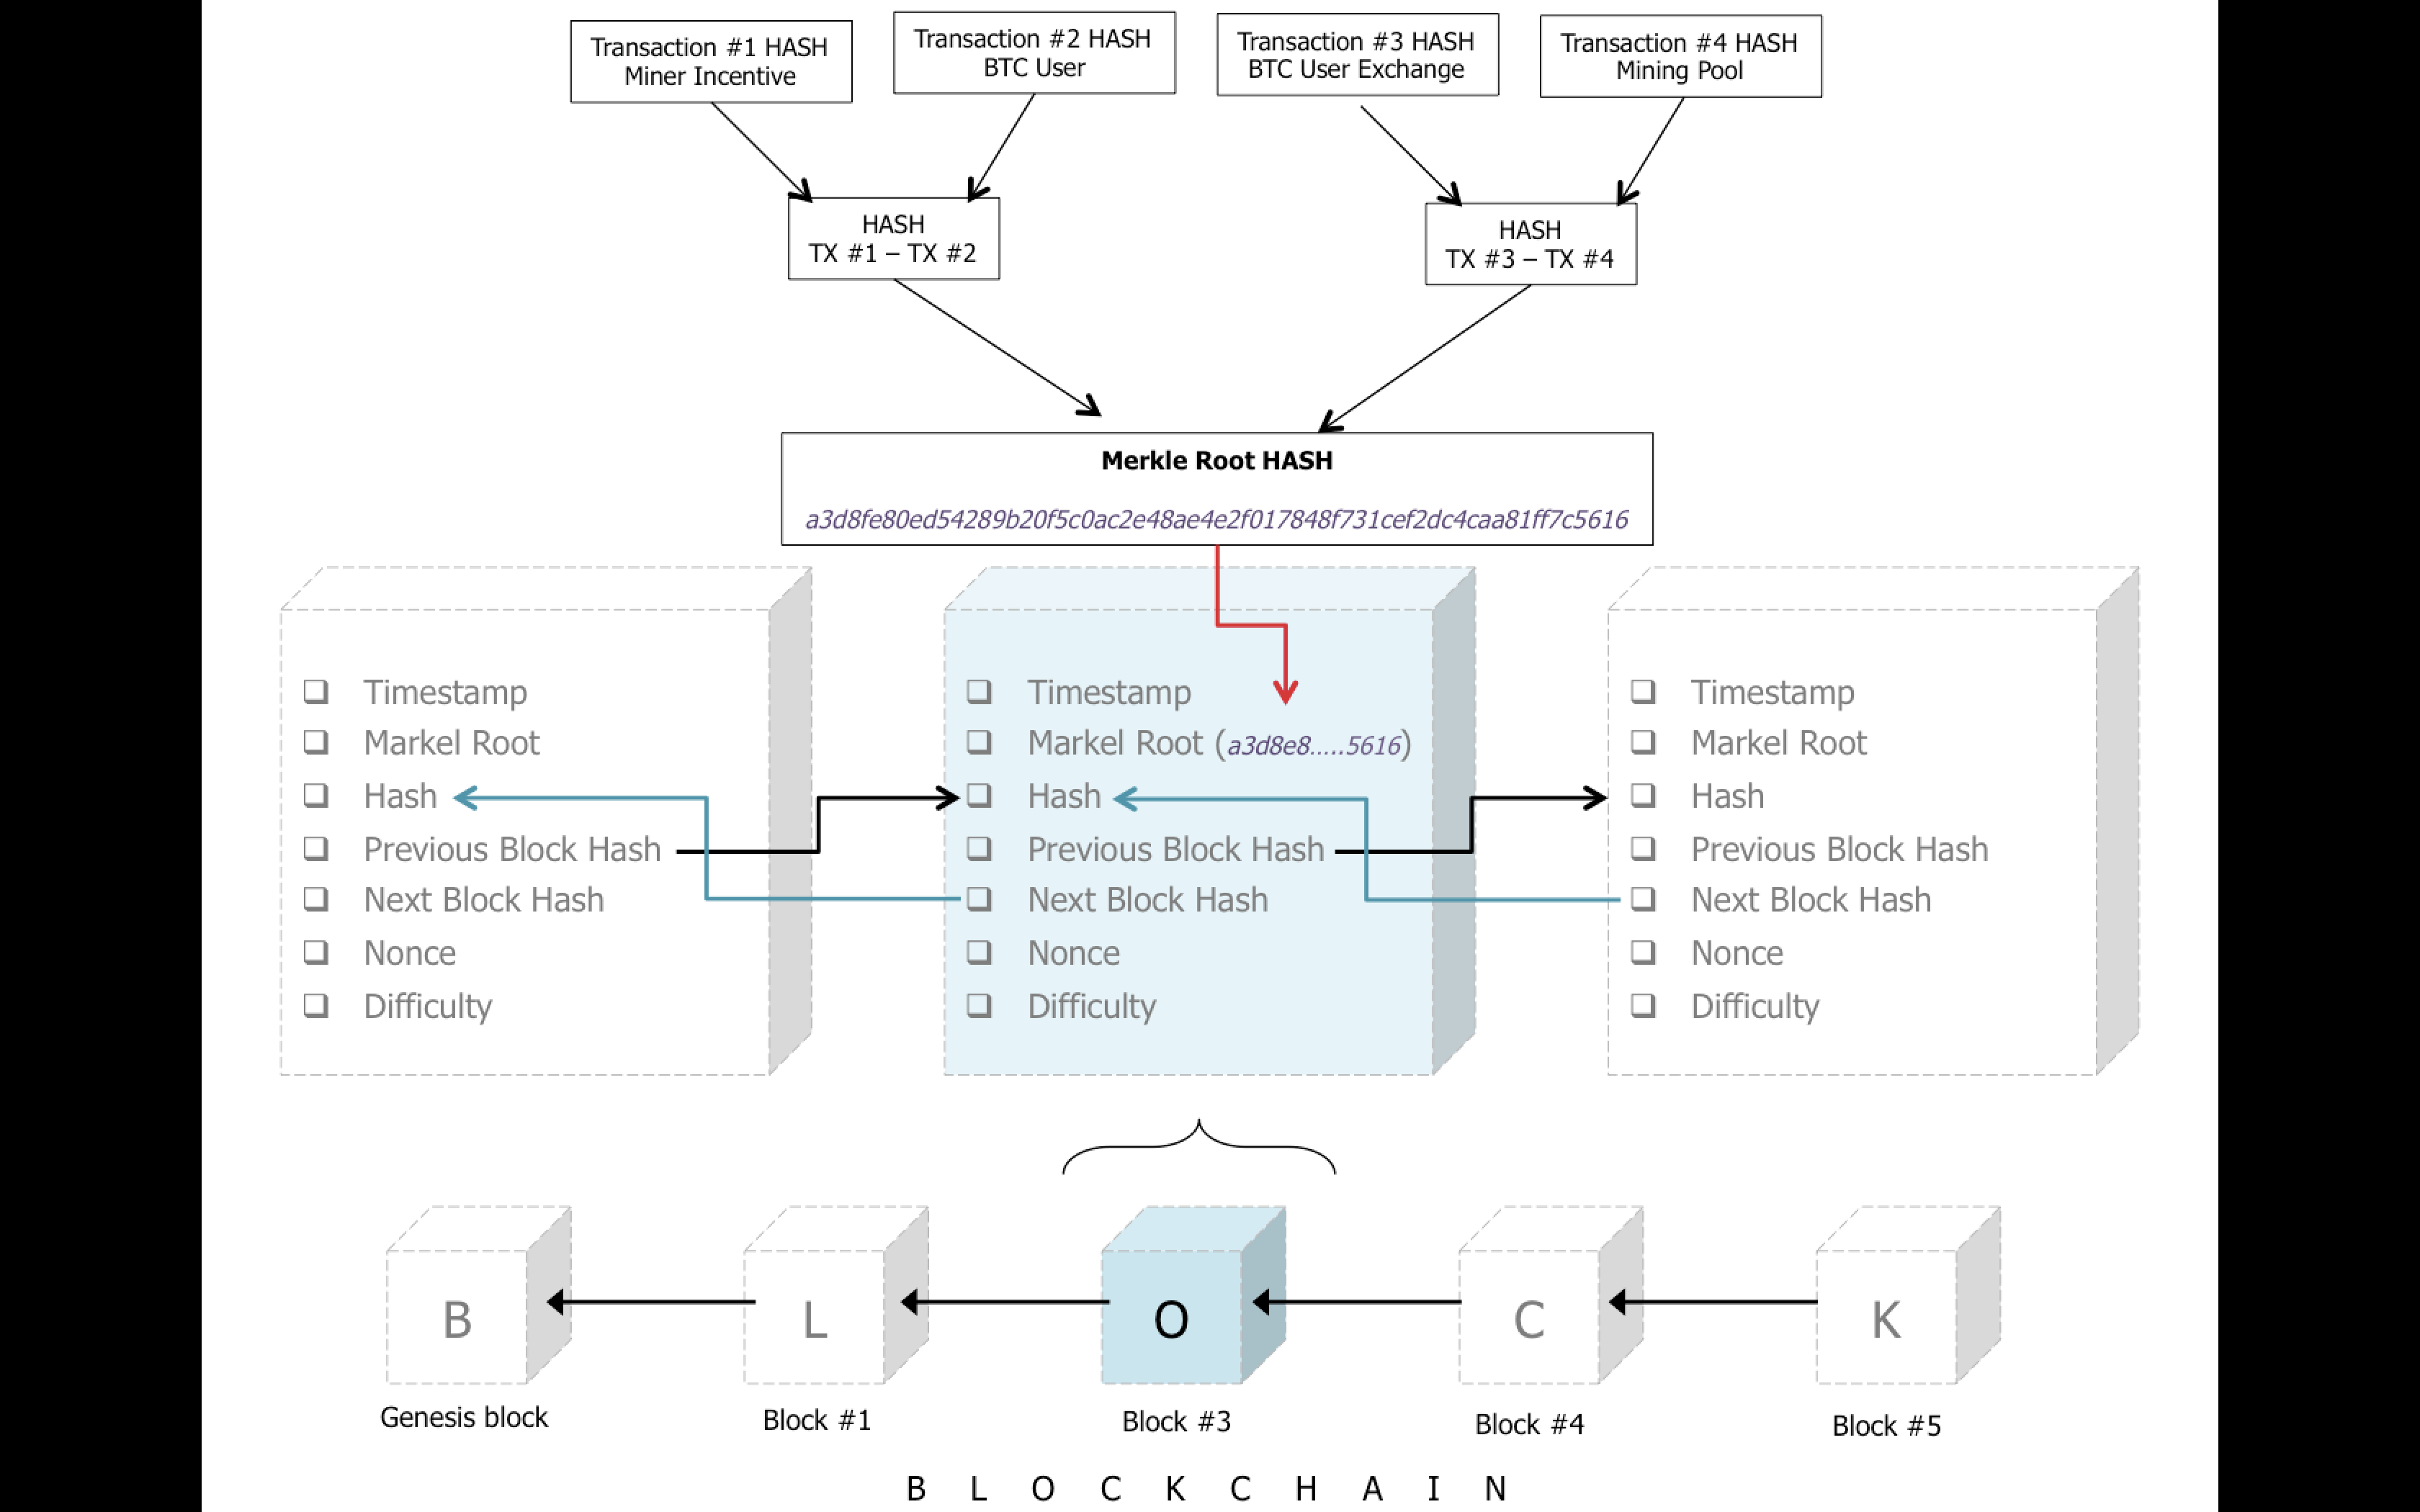 Transaction #1 HASH
Miner Incentive
Transaction #2 HASH
BTC User
Transaction #3 HASH
BTC User Exchange
Transaction #4 HASH
Mining Pool
HASH
TX #1 – TX #2
HASH
TX #3 – TX #4
Merkle Root HASH
a3d8fe80ed54289b20f5c0ac2e48ae4e2f017848f731cef2dc4caa81ff7c5616
Timestamp
Markel Root
Hash
Previous Block Hash
Next Block Hash
Nonce
Difficulty
Timestamp
Markel Root (a3d8e8.....5616)
Hash
Previous Block Hash
Next Block Hash
Nonce
Difficulty
Timestamp
Markel Root
Hash
Previous Block Hash
Next Block Hash
Nonce
Difficulty
B
L
O
C
K
Genesis block
Block #1
Block #3
Block #4
Block #5
B L O C K C H A I N